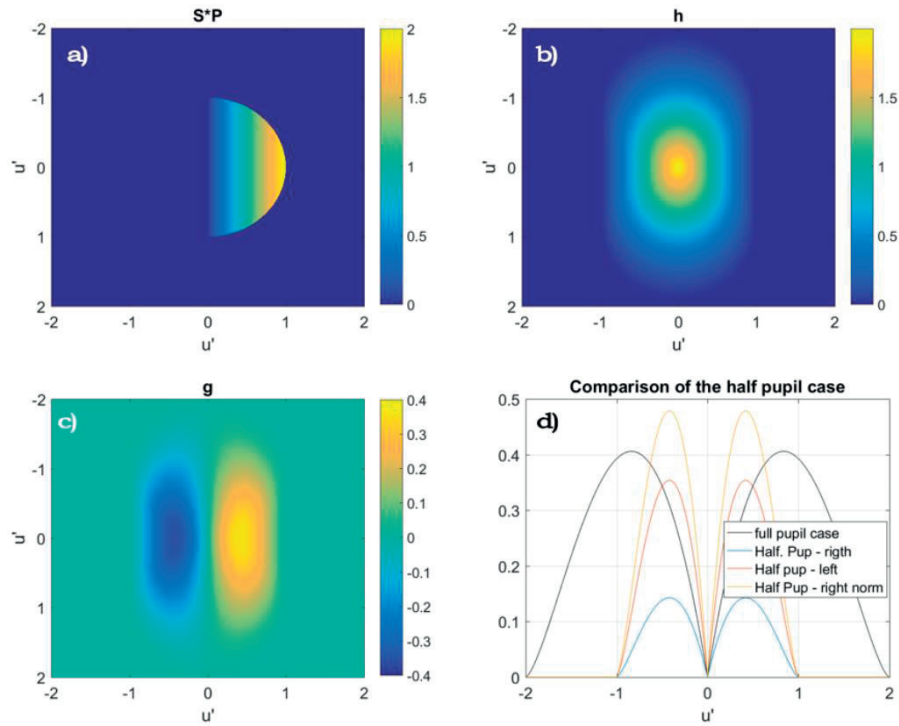 S*P
a)
-2
-1
0
1
2
u'
-2 -1 0 1 2
u'
2
1.5
1
0.5
0
h
b)
-2
-1
0
1
2
u'
-2 -1 0 1 2
u'
1.5
1
0.5
0
g
c)
-2
-1
0
1
2
u'
-2 -1 0 1 2
u'
0.4
0.3
0.2
0.1
0
-0.1
-0.2
-0.3
-0.4
Comparison of the half pupil case
d)
0.5
0.4
0.3
0.2
0.1
0
-2 -1 0 1 2
u'
full pupil case
Half. Pup - rigth
Half pup - left
Half Pup - right norm